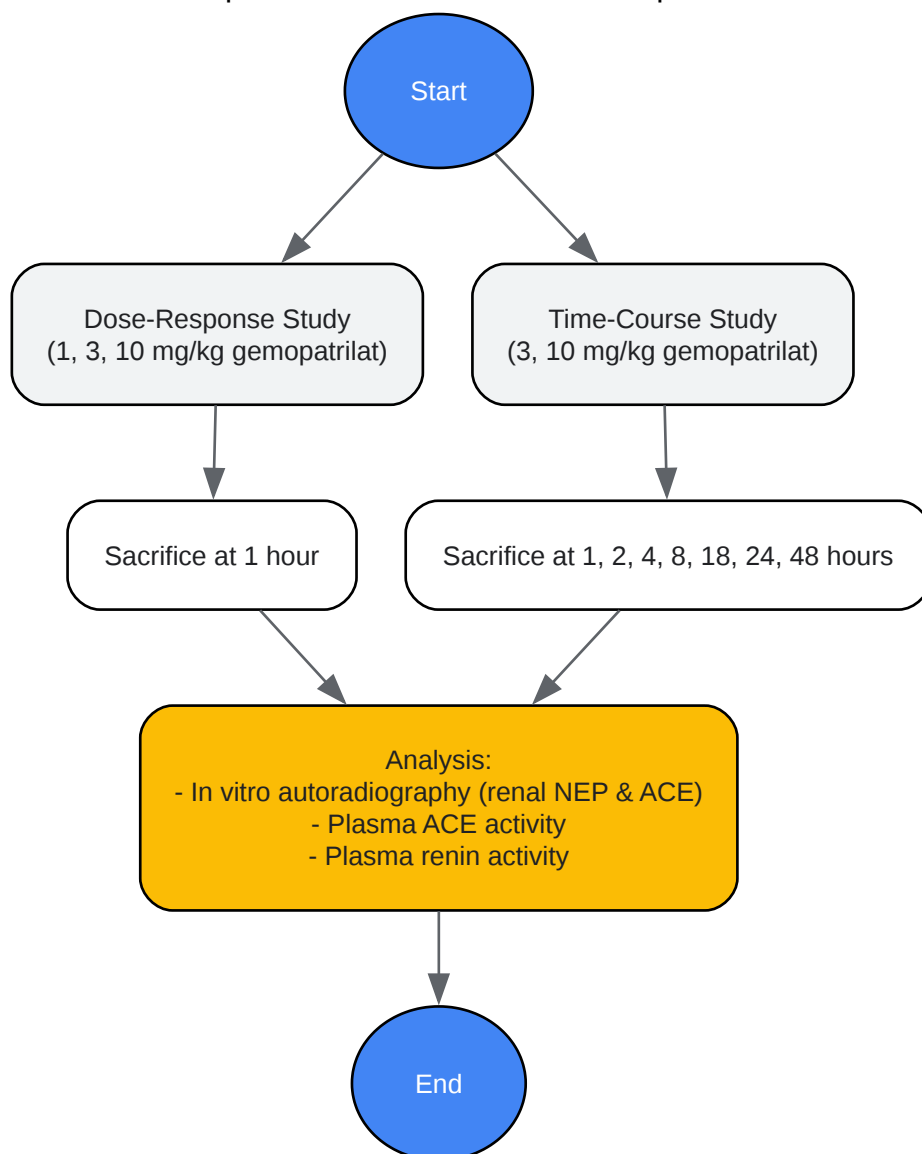 Start
Dose-Response Study
(1, 3, 10 mg/kg gemopatrilat)
Time-Course Study
(3, 10 mg/kg gemopatrilat)
Sacrifice at 1 hour
Sacrifice at 1, 2, 4, 8, 18, 24, 48 hours
Analysis:
- In vitro autoradiography (renal NEP & ACE)
- Plasma ACE activity
- Plasma renin activity
End